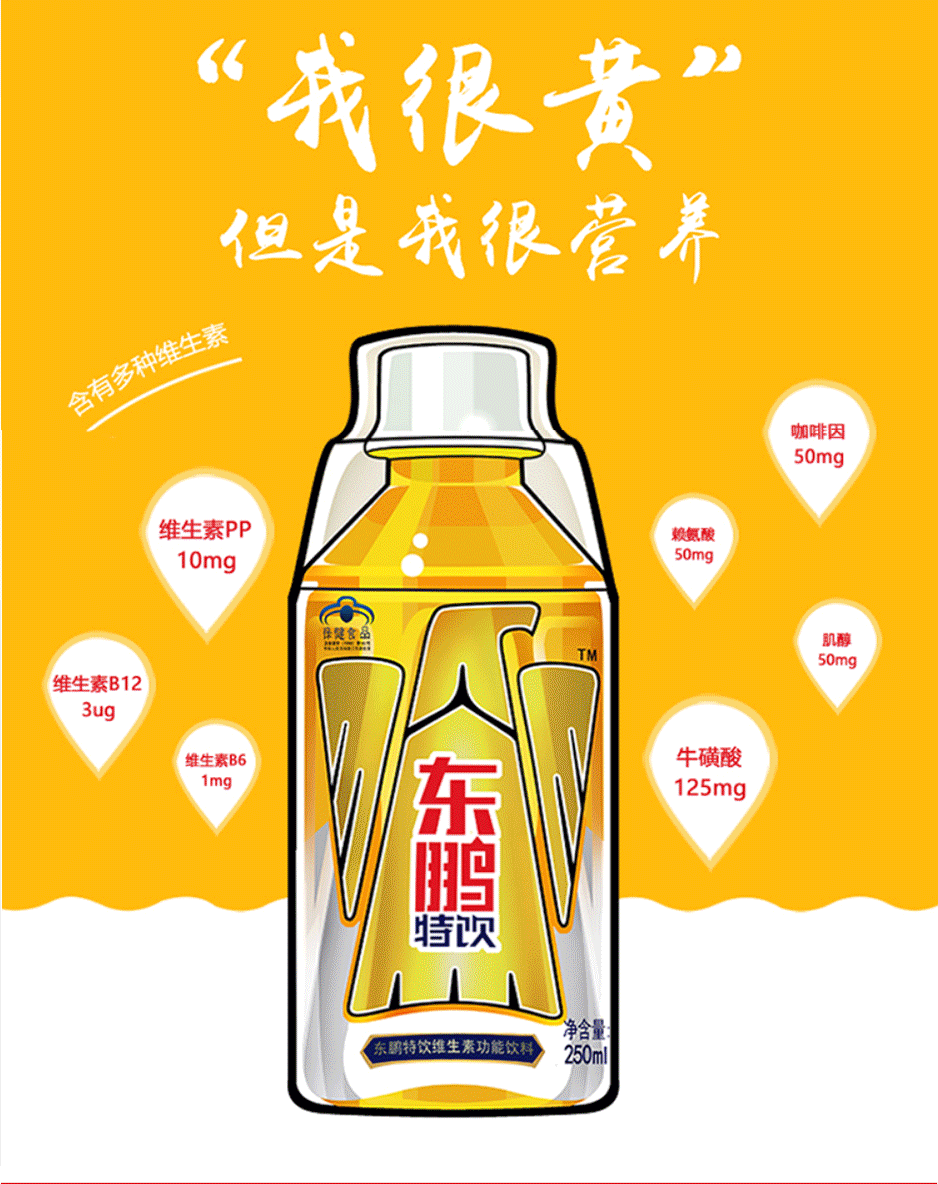 “我很黄”
但是我很营养
含有多种维生素
咖啡因
50mg
维生素PP
10mg
赖氨酸
50mg
保健食品
TM
肌醇
50mg
维生素B12
3ug
维生素B6
1mg
牛磺酸
125mg
东
鹏
特饮
净含量:
250ml
东鹏特饮维生素功能饮料